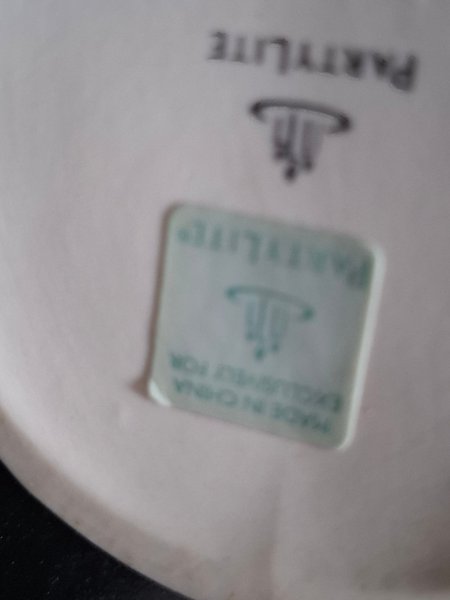 MADE IN CHINA
EXCLUSIVELY FOR
PARTYLITE®
PARTYLITE